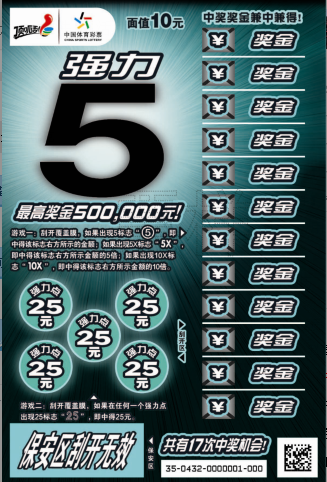 顶呱刮
中国体育彩票
CHINA SPORTS LOTTERY
面值10元
中奖奖金兼中兼得!
强力
5
最高奖金500,000元!
游戏一:刮开覆盖膜,如果出现5标志“5”,即
中得该标志右方所示的金额;如果出现5X标志“5X”,
即中得该标志右方所示金额的5倍;如果出现10X标
志“10X”,即中得该标志右方所示金额的10倍。
¥ 奖金
¥ 奖金
¥ 奖金
¥ 奖金
¥ 奖金
¥ 奖金
¥ 奖金
¥ 奖金
¥ 奖金
¥ 奖金
¥ 奖金
¥ 奖金
强力点
25
元
强力点
25
元
强力点
25
元
强力点
25
元
强力点
25
元
刮开区
游戏二:刮开覆盖膜,如果在任何一个强力点
出现25标志“25”,即中得25元。
保安区刮开无效
保安区
共有17次中奖机会!
35-0432-0000001-000